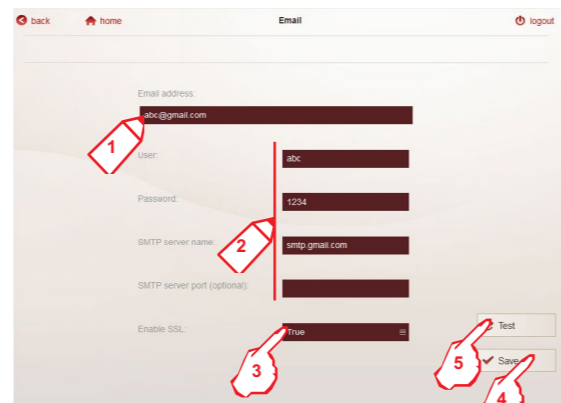 back home Email logout
Email address:
abc@gmail.com
1
User: abc
Password: 1234
2
SMTP server name: smtp.gmail.com
SMTP server port (optional):
Enable SSL: True
3
Test
5
Save
4